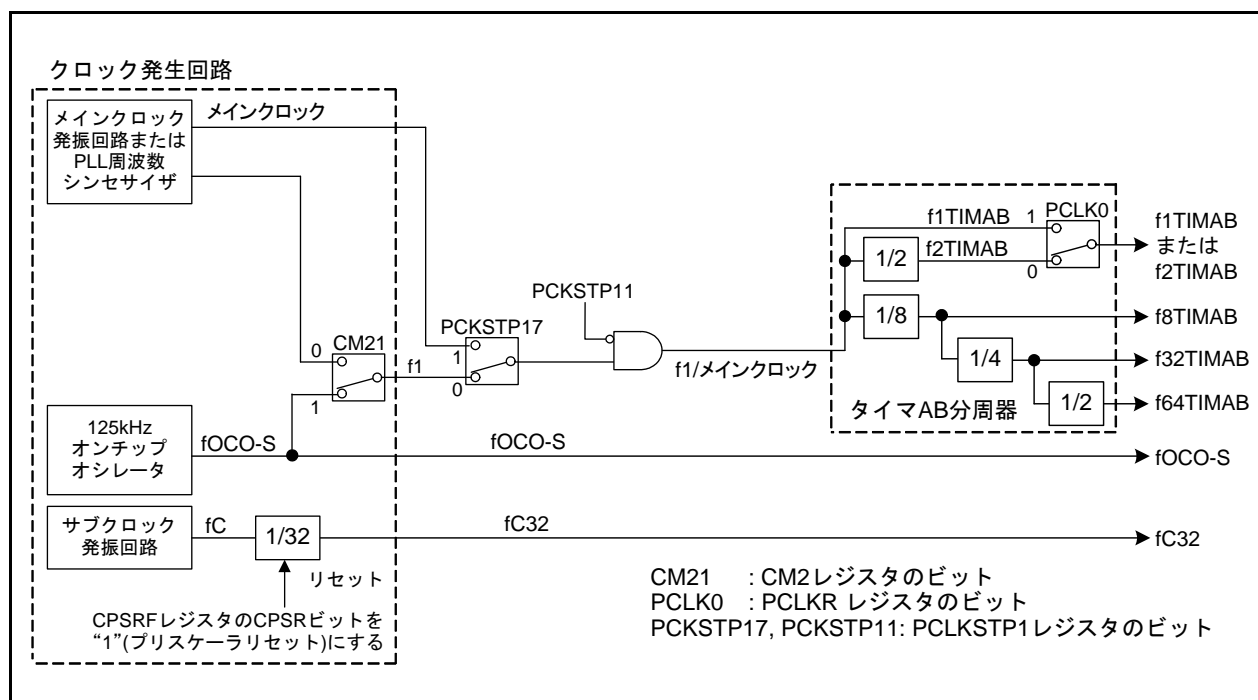 クロック発生回路
メインクロック
発振回路または
PLL周波数
シンセサイザ
メインクロック
0
CM21
1
f1
PCKSTP17
1
0
PCKSTP11
f1/メインクロック
f1TIMAB
1
PCLK0
1/2
f2TIMAB
0
f1TIMAB
または
f2TIMAB
1/8
f8TIMAB
1/4
f32TIMAB
1/2
f64TIMAB
タイマAB分周器
125kHz
オンチップ
オシレータ
fOCO-S
fOCO-S
fOCO-S
サブクロック
発振回路
fC
1/32
fC32
fC32
リセット
CPSRFレジスタのCPSRビットを
“1”(プリスケーラリセット)にする
CM21 : CM2レジスタのビット
PCLK0 : PCLKR レジスタのビット
PCKSTP17, PCKSTP11: PCLKSTP1レジスタのビット